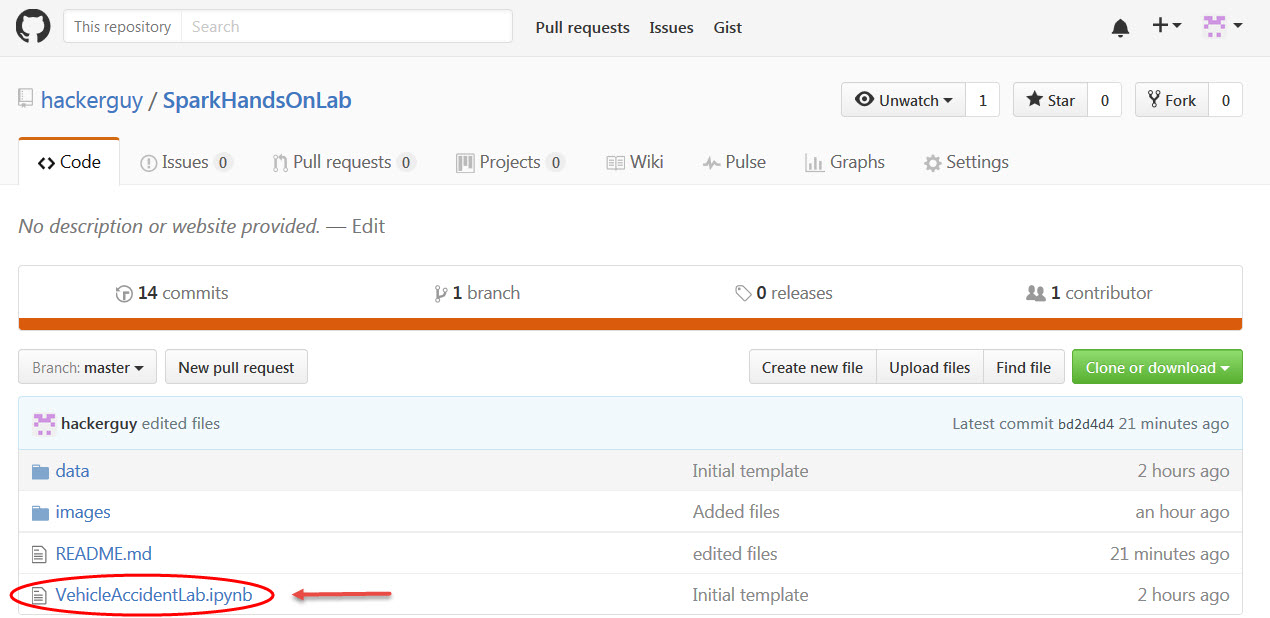 This repository Search Pull requests Issues Gist
hackerguy / SparkHandsOnLab Unwatch 1 Star 0 Fork 0
Code Issues 0 Pull requests 0 Projects 0 Wiki Pulse Graphs Settings
No description or website provided. — Edit
14 commits 1 branch 0 releases 1 contributor
Branch: master New pull request Create new file Upload files Find file Clone or download
hackerguy edited files Latest commit bd2d4d4 21 minutes ago
data Initial template 2 hours ago
images Added files an hour ago
README.md edited files 21 minutes ago
VehicleAccidentLab.ipynb Initial template 2 hours ago